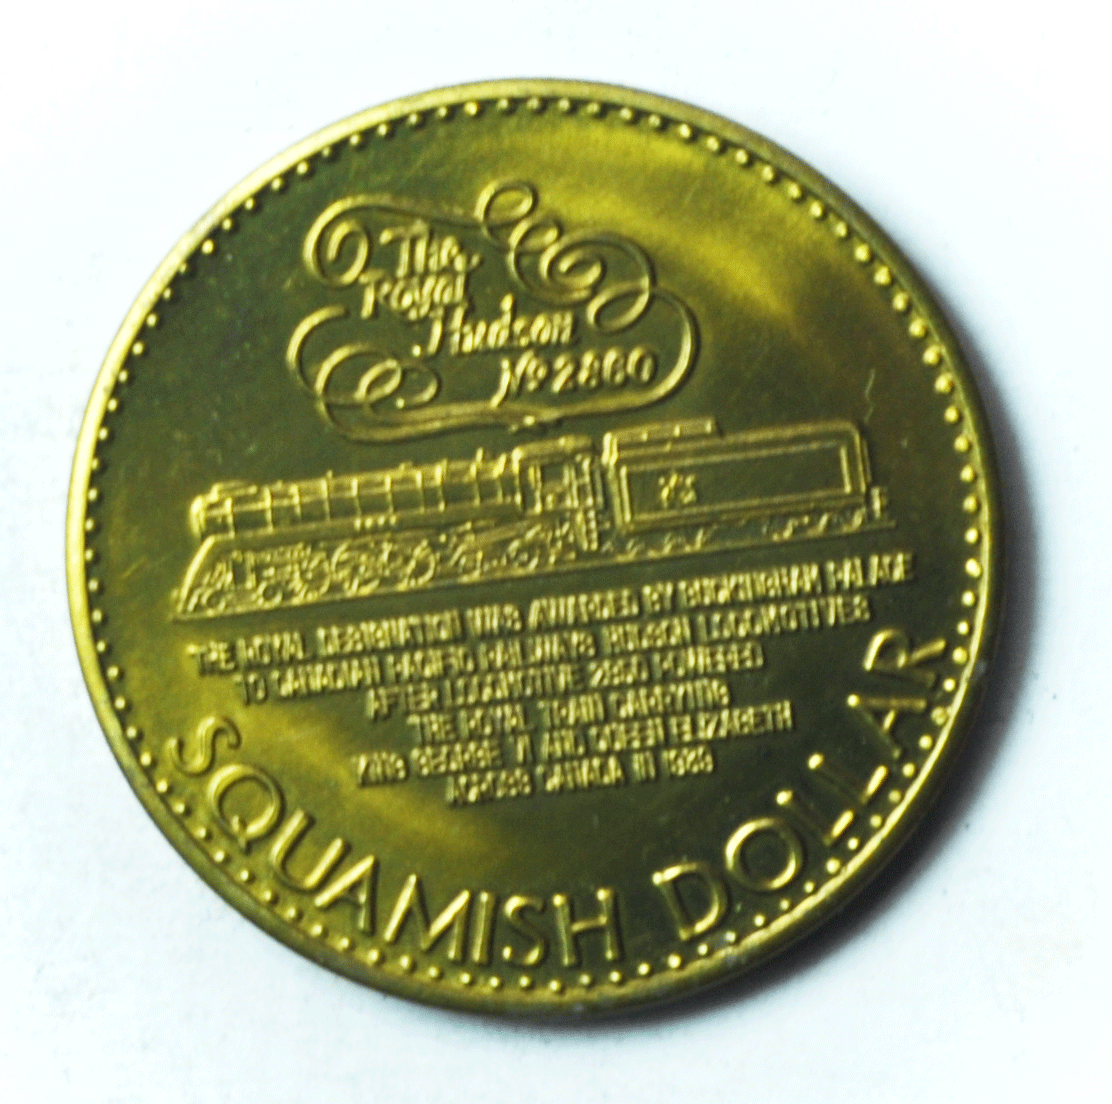 The
Royal
Hudson
Nº 2860
THE ROYAL DESIGNATION WAS AWARDED BY BUCKINGHAM PALACE
TO CANADIAN PACIFIC RAILWAYS HUDSON LOCOMOTIVES
AFTER LOCOMOTIVE 2850 POWERED
THE ROYAL TRAIN CARRYING
KING GEORGE VI AND QUEEN ELIZABETH
ACROSS CANADA IN 1939
SQUAMISH DOLLAR